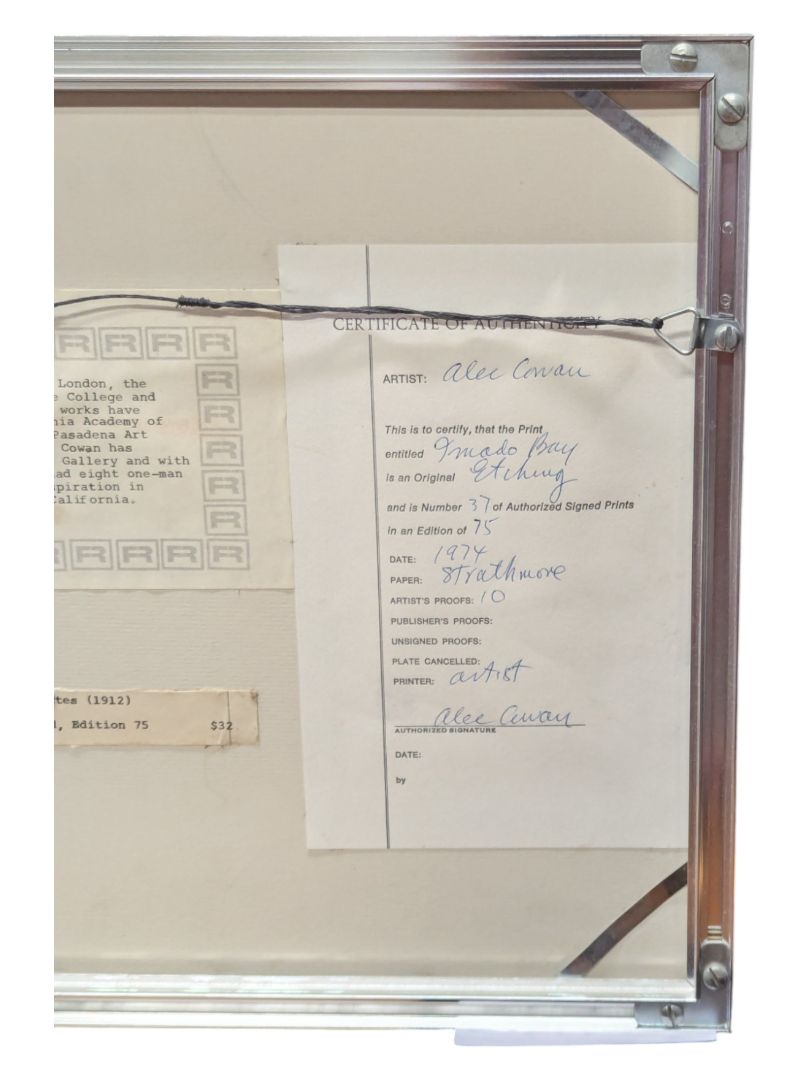 R R R R R
London, the
College and
works have
nia Academy of
Pasadena Art
Cowan has
Gallery and with
ad eight one-man
piration in
California.
R
R
R
R
R
R R R R R
tes (1912)
, Edition 75 $32
CERTIFICATE OF AUTHENTICITY
ARTIST: Alec Cowan
This is to certify, that the Print
entitled Imado Bay
is an Original Etching
and is Number 37 of Authorized Signed Prints
in an Edition of 75
DATE: 1974
PAPER: Strathmore
ARTIST'S PROOFS: 10
PUBLISHER'S PROOFS:
UNSIGNED PROOFS:
PLATE CANCELLED:
PRINTER: artist
Alec Cowan
AUTHORIZED SIGNATURE
DATE:
by